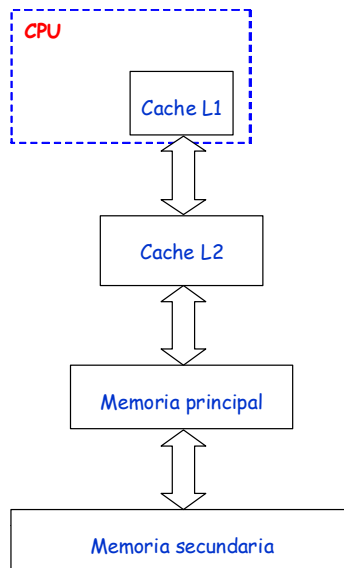 CPU
Cache L1
Cache L2
Memoria principal
Memoria secundaria